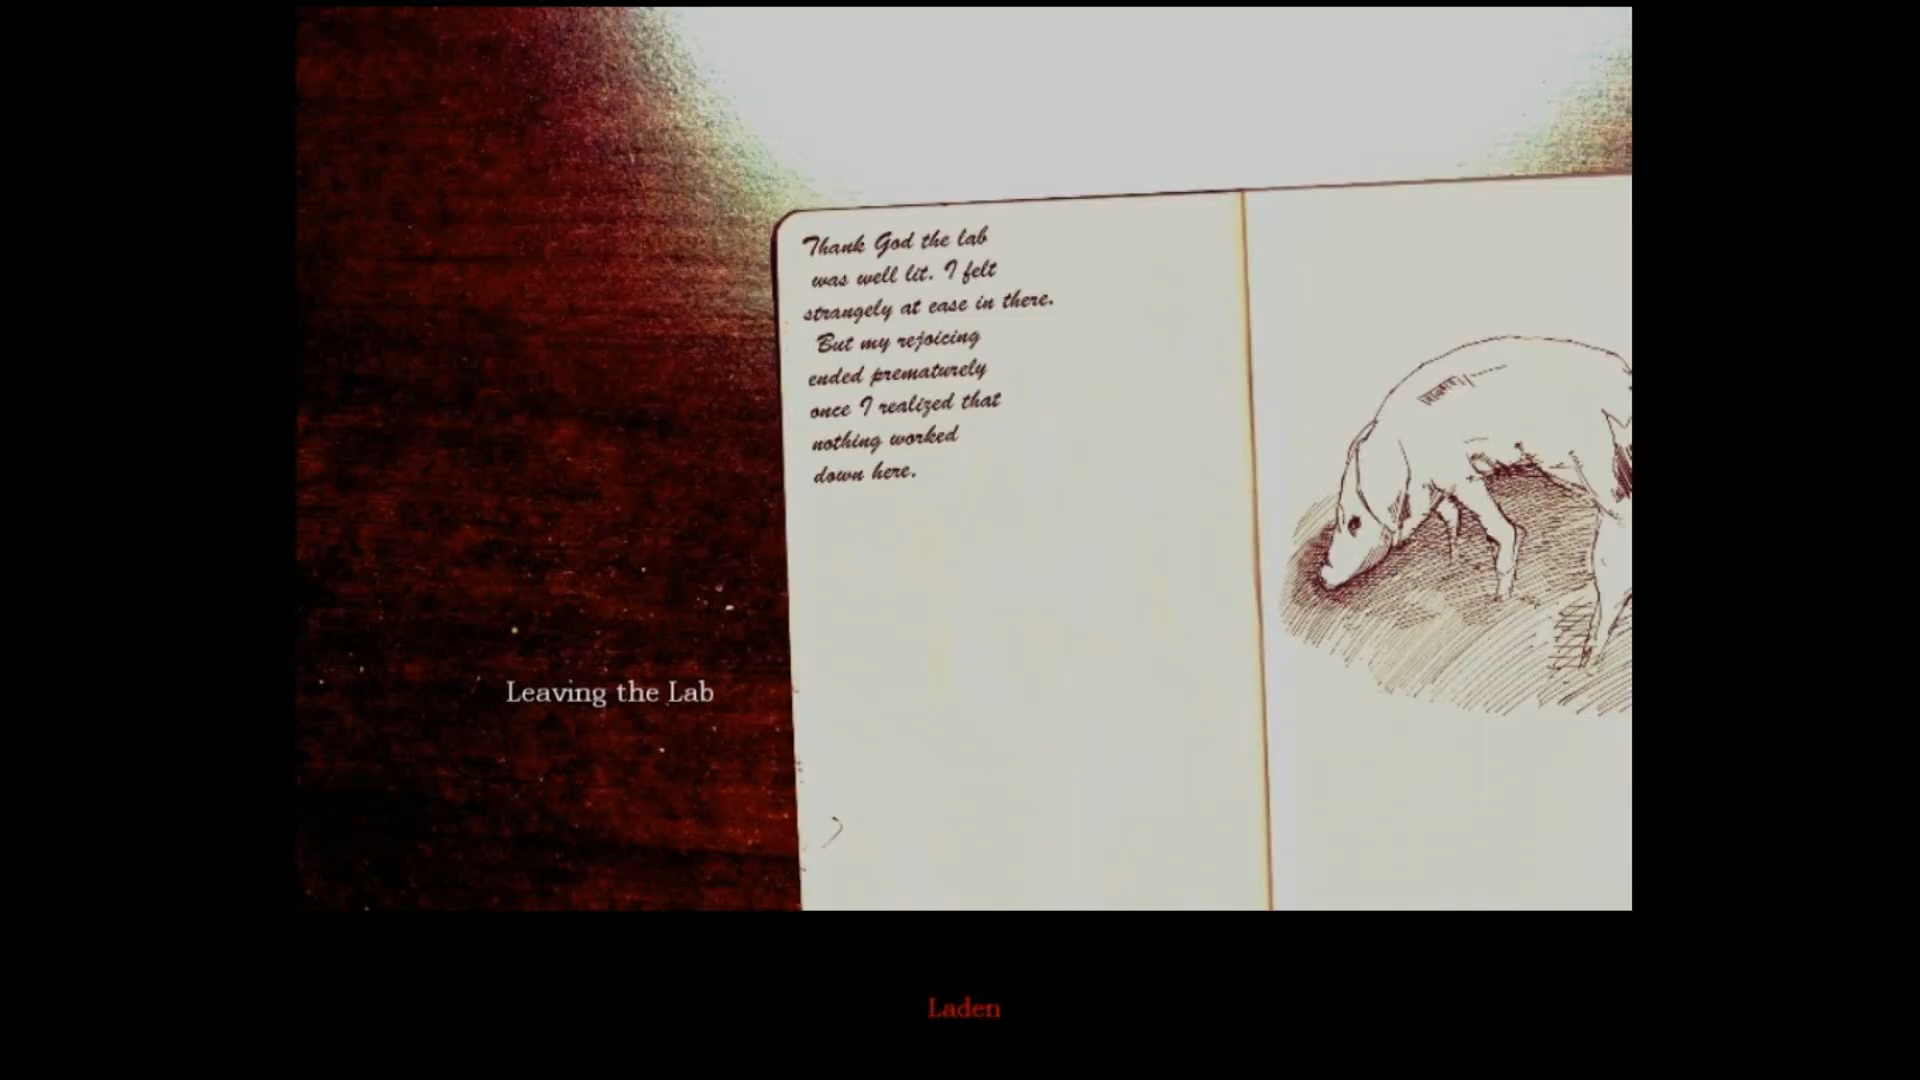 Thank God the lab
was well lit. I felt
strangely at ease in there.
But my rejoicing
ended prematurely
once I realized that
nothing worked
down here.
Leaving the Lab
Laden